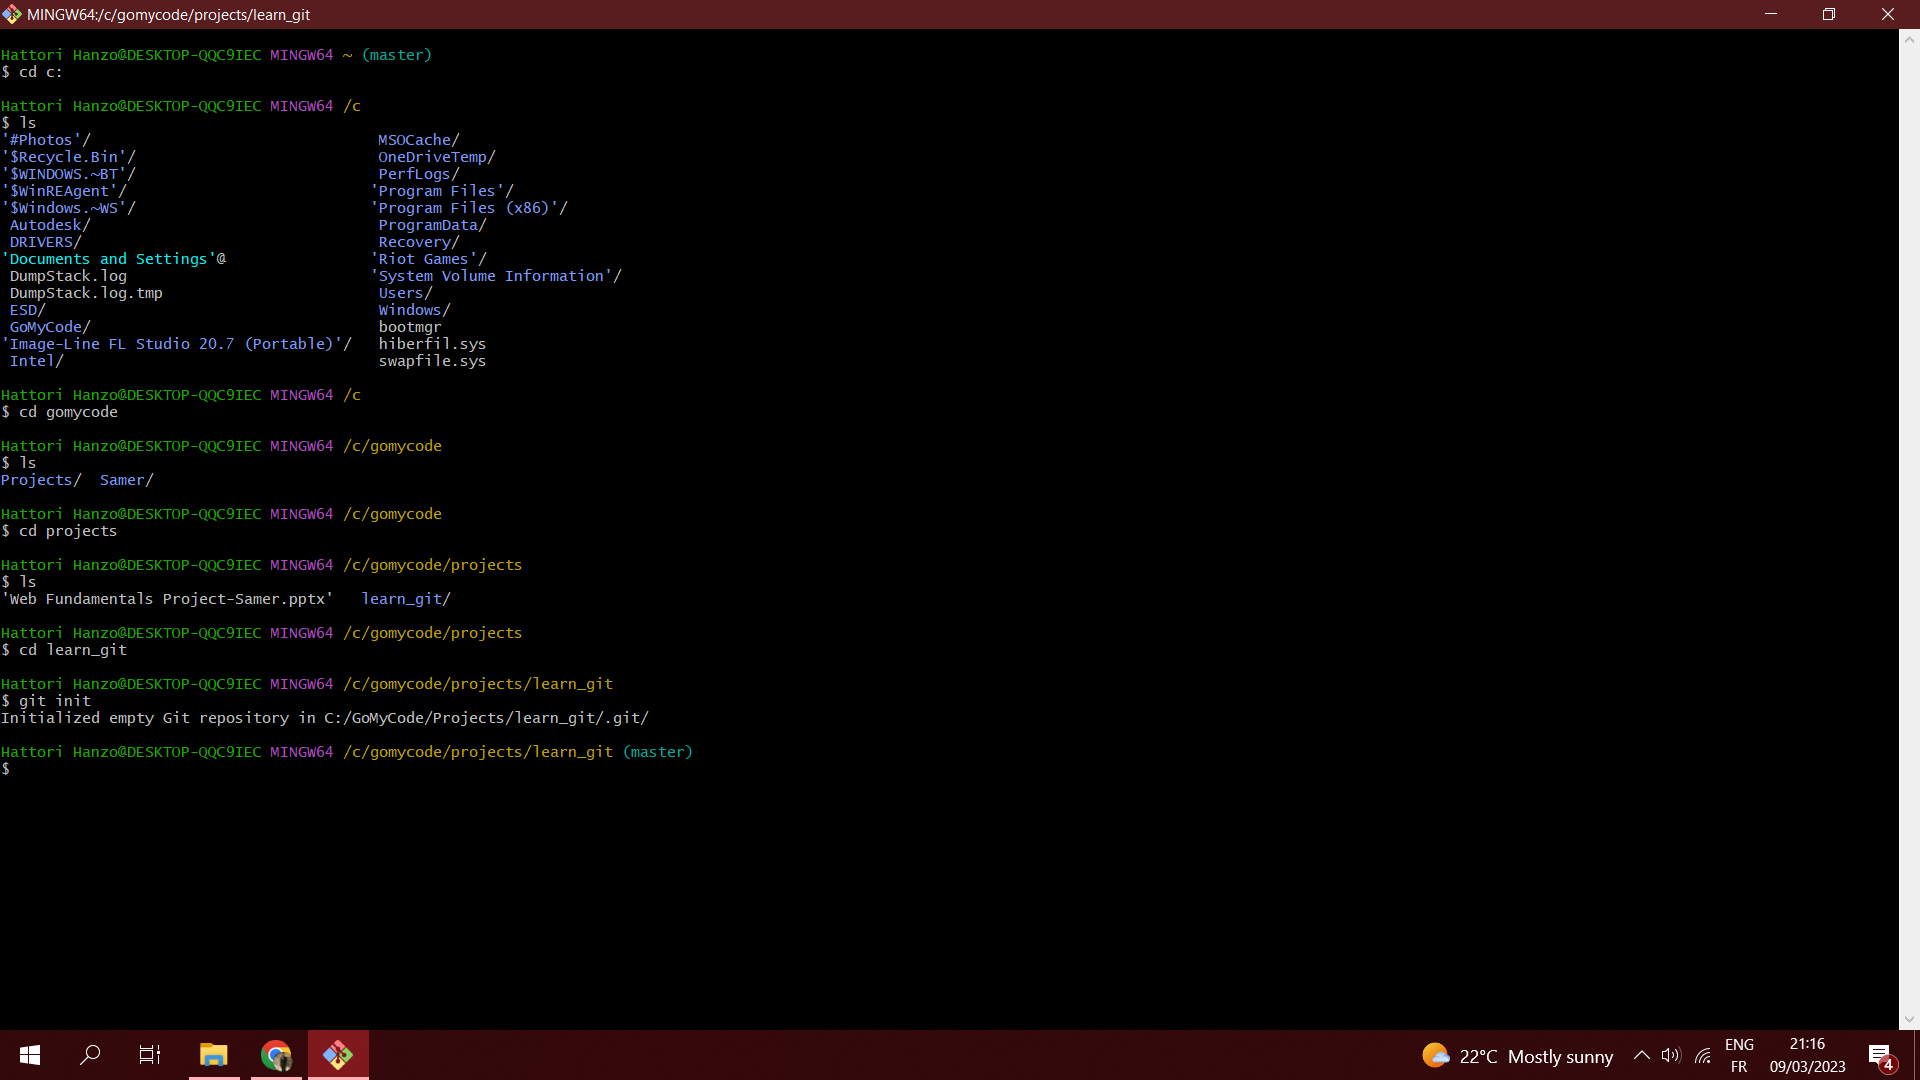 MINGW64:/c/gomycode/projects/learn_git
Hattori Hanzo@DESKTOP-QQC9IEC MINGW64 ~ (master)
$ cd c:
Hattori Hanzo@DESKTOP-QQC9IEC MINGW64 /c
$ ls
'#Photos'/ MSOCache/
'$Recycle.Bin'/ OneDriveTemp/
'$WINDOWS.~BT'/ PerfLogs/
'$WinREAgent'/ 'Program Files'/
'$Windows.~WS'/ 'Program Files (x86)'/
Autodesk/ ProgramData/
DRIVERS/ Recovery/
'Documents and Settings'@ 'Riot Games'/
DumpStack.log 'System Volume Information'/
DumpStack.log.tmp Users/
ESD/ Windows/
GoMyCode/ bootmgr
'Image-Line FL Studio 20.7 (Portable)'/ hiberfil.sys
Intel/ swapfile.sys
Hattori Hanzo@DESKTOP-QQC9IEC MINGW64 /c
$ cd gomycode
Hattori Hanzo@DESKTOP-QQC9IEC MINGW64 /c/gomycode
$ ls
Projects/ Samer/
Hattori Hanzo@DESKTOP-QQC9IEC MINGW64 /c/gomycode
$ cd projects
Hattori Hanzo@DESKTOP-QQC9IEC MINGW64 /c/gomycode/projects
$ ls
'Web Fundamentals Project-Samer.pptx' learn_git/
Hattori Hanzo@DESKTOP-QQC9IEC MINGW64 /c/gomycode/projects
$ cd learn_git
Hattori Hanzo@DESKTOP-QQC9IEC MINGW64 /c/gomycode/projects/learn_git
$ git init
Initialized empty Git repository in C:/GoMyCode/Projects/learn_git/.git/
Hattori Hanzo@DESKTOP-QQC9IEC MINGW64 /c/gomycode/projects/learn_git (master)
$
22°C Mostly sunny
ENG
FR
21:16
09/03/2023
4